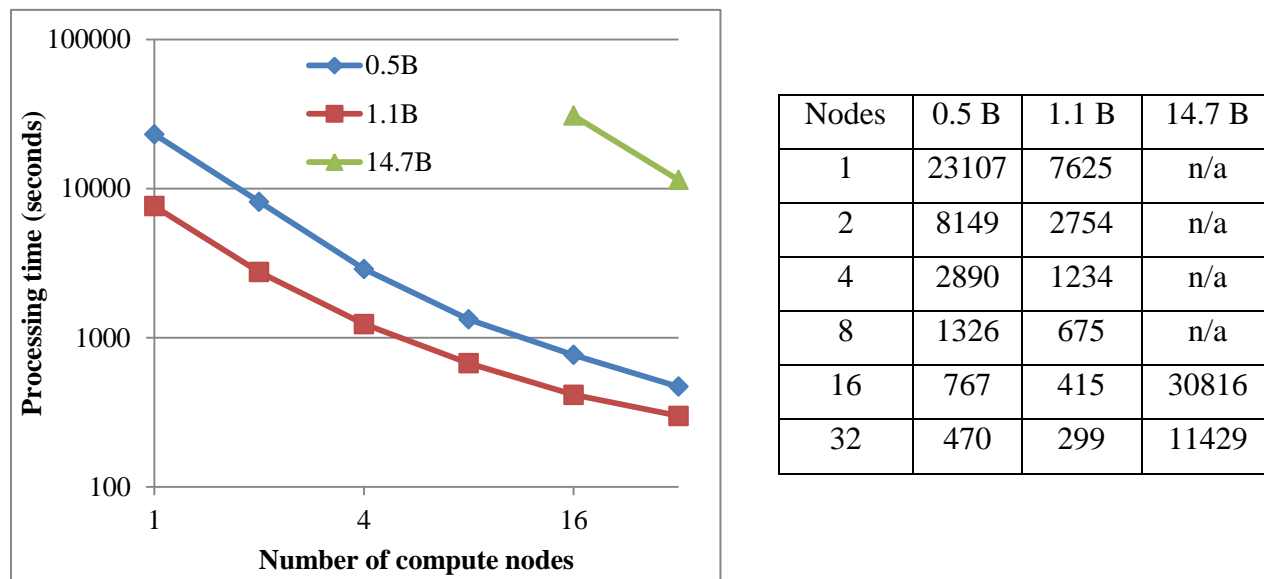 100000
10000
1000
100
Processing time (seconds)
0.5B
1.1B
14.7B
1 4 16
Number of compute nodes
Nodes 0.5 B 1.1 B 14.7 B
1 23107 7625 n/a
2 8149 2754 n/a
4 2890 1234 n/a
8 1326 675 n/a
16 767 415 30816
32 470 299 11429